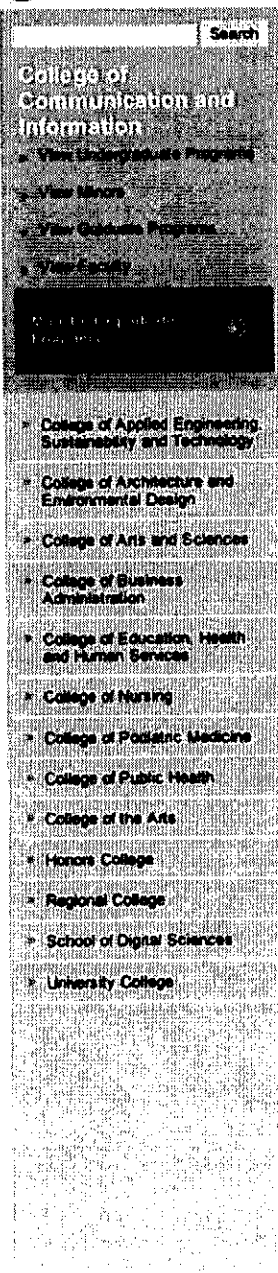 Search
College of
Communication and
Information
View Undergraduate Programs
View Minors
View Graduate Programs
View Faculty
College of Applied Engineering,
Sustainability and Technology
College of Architecture and
Environmental Design
College of Arts and Sciences
College of Business
Administration
College of Education, Health
and Human Services
College of Nursing
College of Podiatric Medicine
College of Public Health
College of the Arts
Honors College
Regional College
School of Digital Sciences
University College